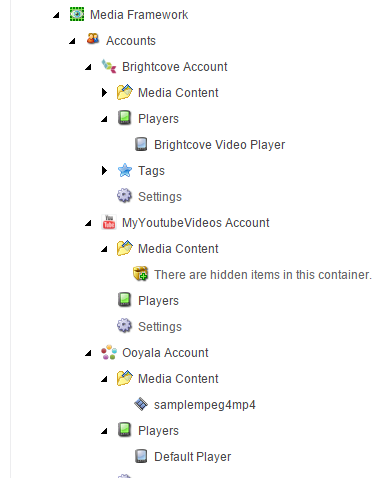 Media Framework
Accounts
Brightcove Account
Media Content
Players
Brightcove Video Player
Tags
Settings
MyYoutubeVideos Account
Media Content
There are hidden items in this container.
Players
Settings
Ooyala Account
Media Content
samplempeg4mp4
Players
Default Player